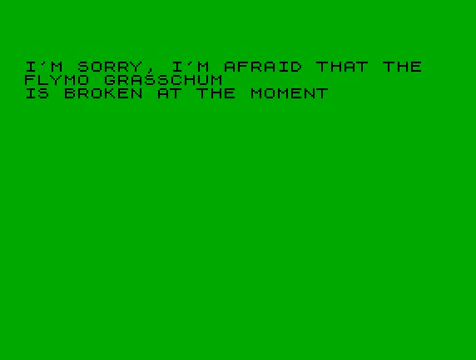 I'M SORRY, I'M AFRAID THAT THE
FLYMO GRASSCHUM
IS BROKEN AT THE MOMENT